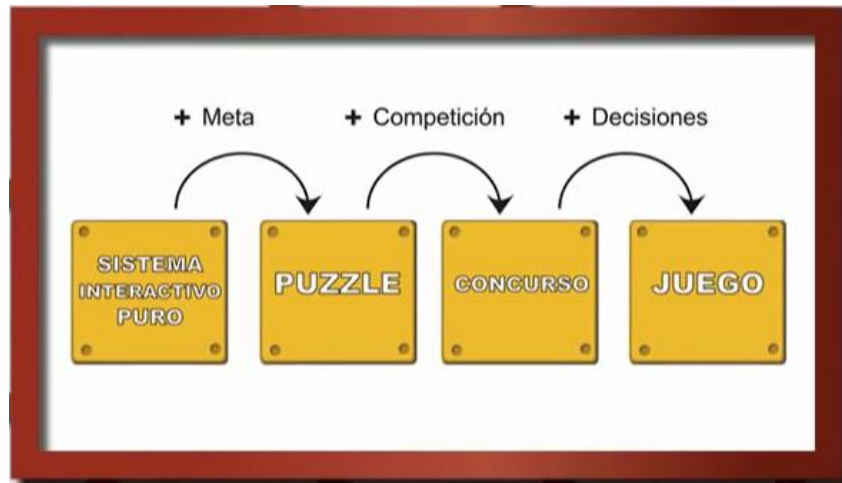 + Meta
+ Competición
+ Decisiones
SISTEMA
INTERACTIVO
PURO
PUZZLE
CONCURSO
JUEGO